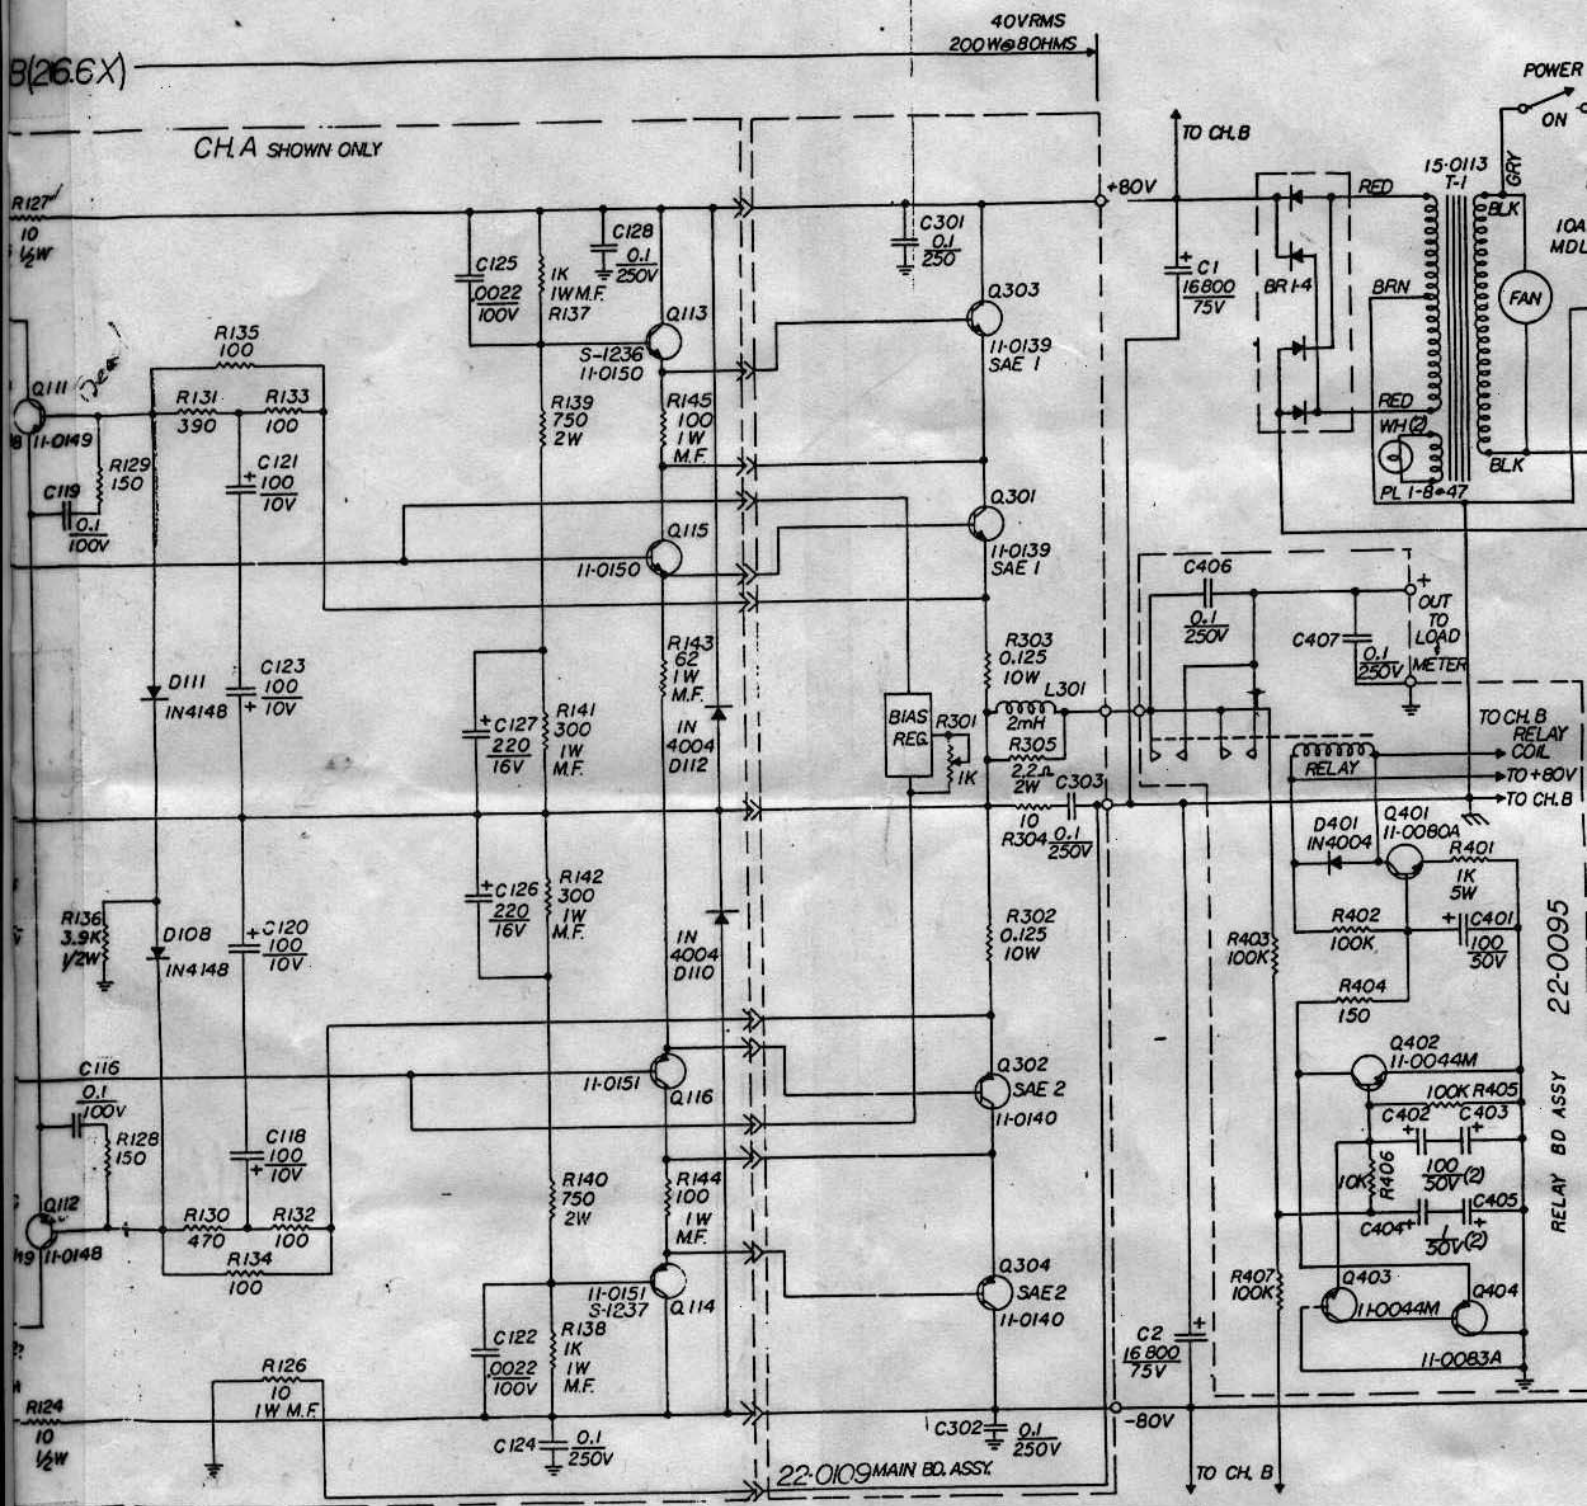 40VRMS
200W@8OHMS
B(26.6X)
POWER
ON
CH.A SHOWN ONLY
TO CH.B
15-0113
T-1
GRY
R127
10
1/2W
+80V
RED
BLK
10A
MDL
C125
.0022
100V
1K
1W M.F.
R137
C128
0.1
250V
C301
0.1
250
C1
16800
75V
BR1-4
BRN
FAN
Q113
S-1236
11-0150
Q303
11-0139
SAE 1
R135
100
Q111
11-0149
R131
390
R133
100
R139
750
2W
R145
100
1W
M.F.
RED
WH(2)
PL 1-8 #47
BLK
R129
150
C119
0.1
100V
C121
100
10V
Q115
11-0150
Q301
11-0139
SAE 1
C406
0.1
250V
C407
0.1
250V
+
OUT
TO
LOAD
METER
R143
62
1W
M.F.
R303
0.125
10W
L301
2mH
D111
1N4148
C123
100
10V
C127
220
16V
R141
300
1W
M.F.
1N
4004
D112
BIAS
REG.
R301
1K
R305
2.2Ω
2W
C303
0.1
250V
10
R304
RELAY
TO CH. B
RELAY
COIL
TO +80V
TO CH.B
D401
1N4004
Q401
11-0080A
R401
1K
5W
R136
3.9K
1/2W
D108
1N4148
C120
100
10V
C126
220
16V
R142
300
1W
M.F.
1N
4004
D110
R302
0.125
10W
R403
100K
R402
100K
C401
100
50V
R404
150
22-0095
RELAY BD ASSY
C116
0.1
100V
R128
150
11-0151
Q116
Q302
SAE 2
11-0140
Q402
11-0044M
100K R405
C402
C403
100
50V(2)
10K
R406
C404
C405
1
50V(2)
C118
100
10V
Q112
11-0148
R130
470
R132
100
R134
100
R140
750
2W
R144
100
1W
M.F.
11-0151
S-1237
Q114
Q304
SAE2
11-0140
R407
100K
Q403
11-0044M
Q404
11-0083A
C122
.0022
100V
R138
1K
1W
M.F.
C2
16800
75V
R126
10
1W M.F.
R124
10
1/2W
C124
0.1
250V
C302
0.1
250V
-80V
TO CH. B
22-0109 MAIN BD. ASSY.